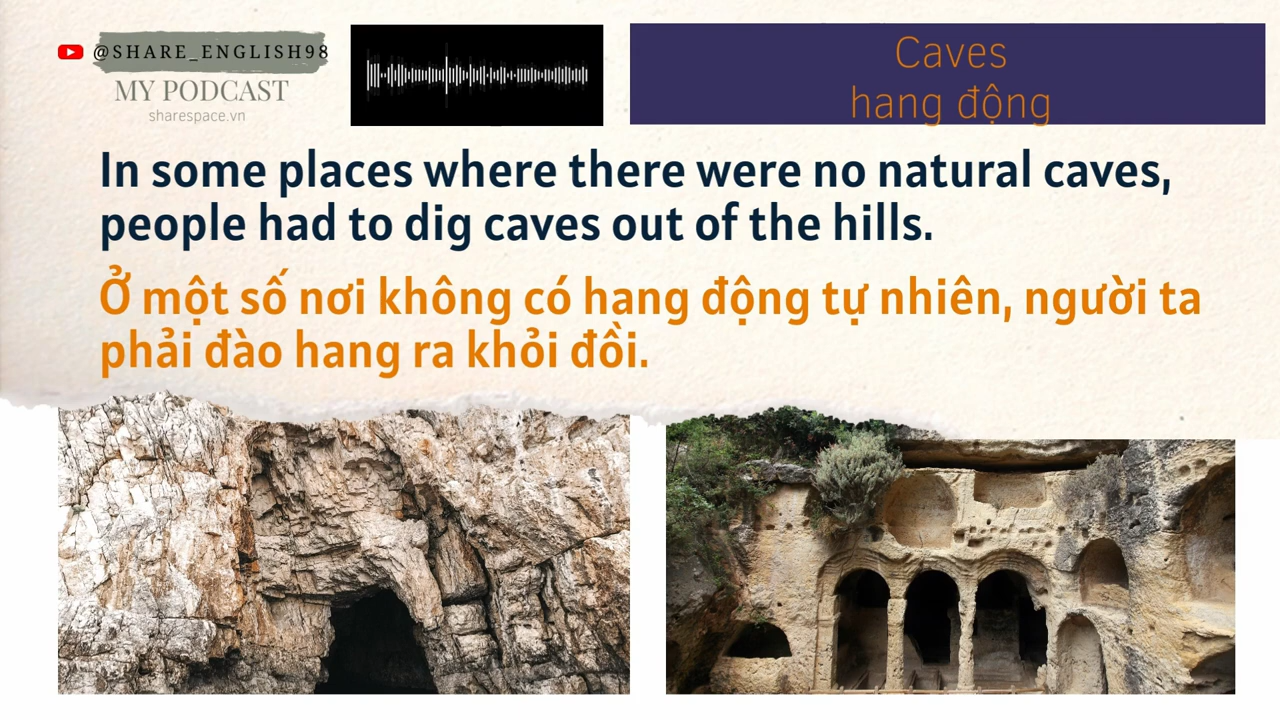 @SHARE_ENGLISH98
MY PODCAST
sharespace.vn
Caves
hang động
In some places where there were no natural caves,
people had to dig caves out of the hills.
Ở một số nơi không có hang động tự nhiên, người ta
phải đào hang ra khỏi đồi.